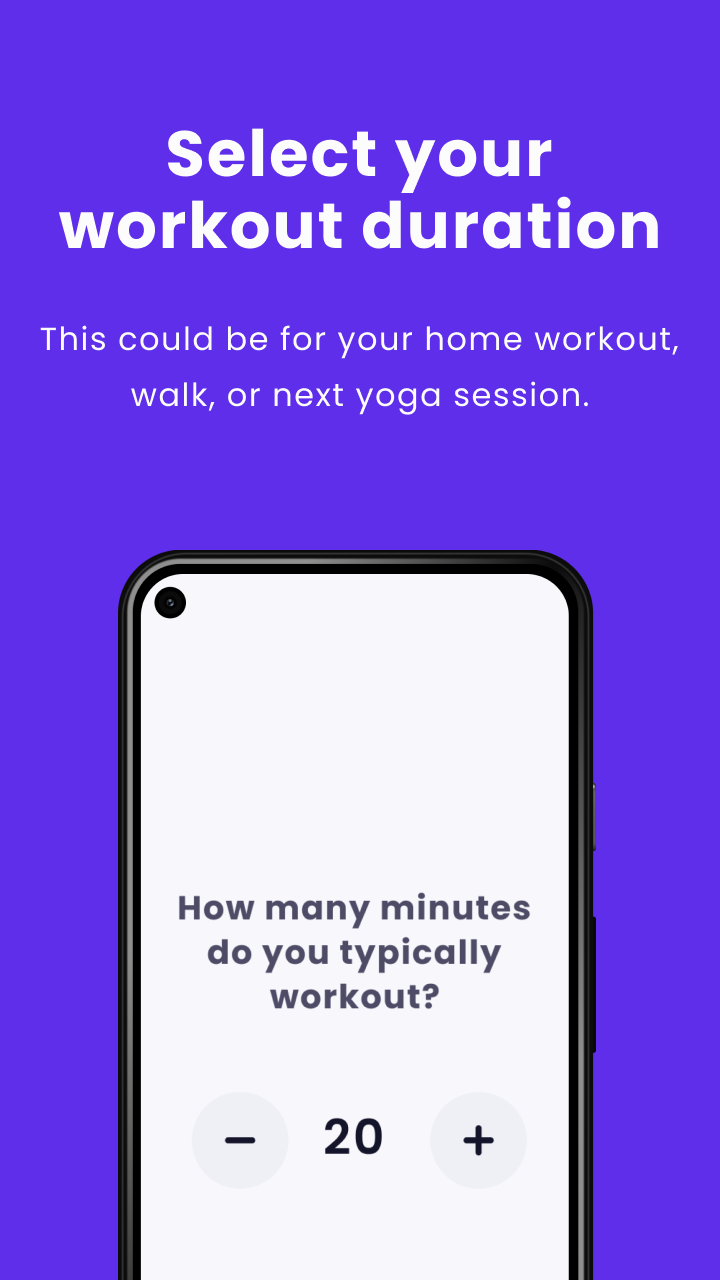 Select your
workout duration
This could be for your home workout,
walk, or next yoga session.
How many minutes
do you typically
workout?
− 20 +